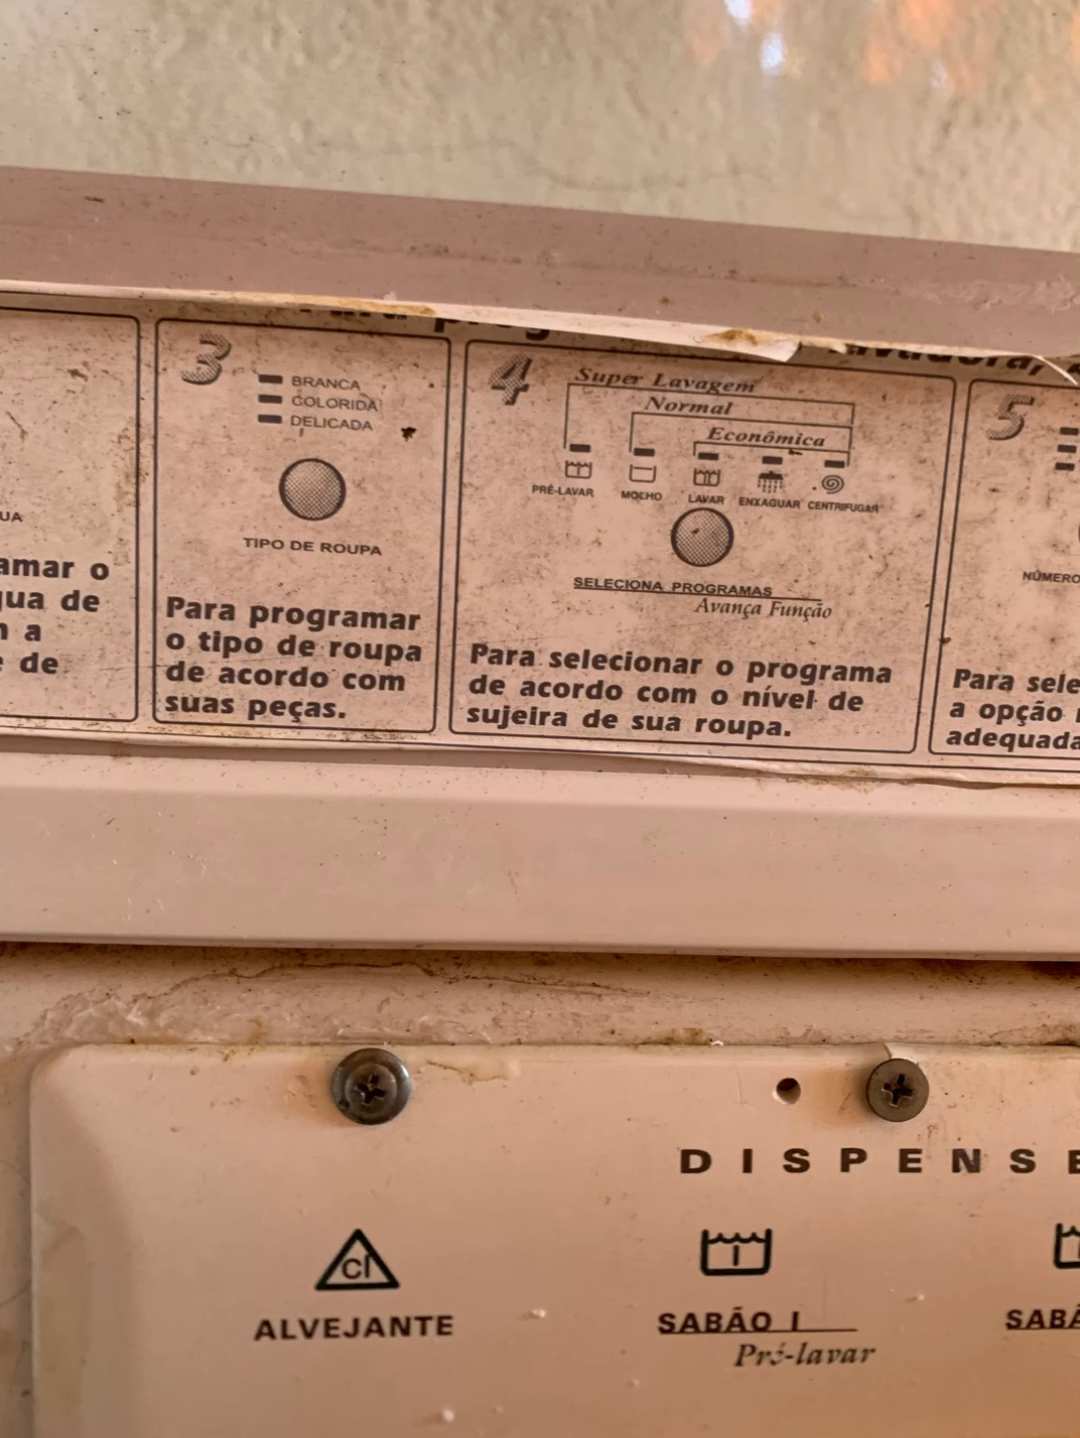 3
BRANCA
COLORIDA
DELICADA
TIPO DE ROUPA
Para programar
o tipo de roupa
de acordo com
suas peças.
4
Super Lavagem
Normal
Econômica
PRÉ-LAVAR MOLHO LAVAR ENXAGUAR CENTRIFUGAR
SELECIONA PROGRAMAS
Avança Função
Para selecionar o programa
de acordo com o nível de
sujeira de sua roupa.
5
NÚMERO
Para sele
a opção
adequada
UA
amar o
gua de
a
de
DISPENSE
cl
ALVEJANTE
I
SABÃO I
Pré-lavar
SABÃ